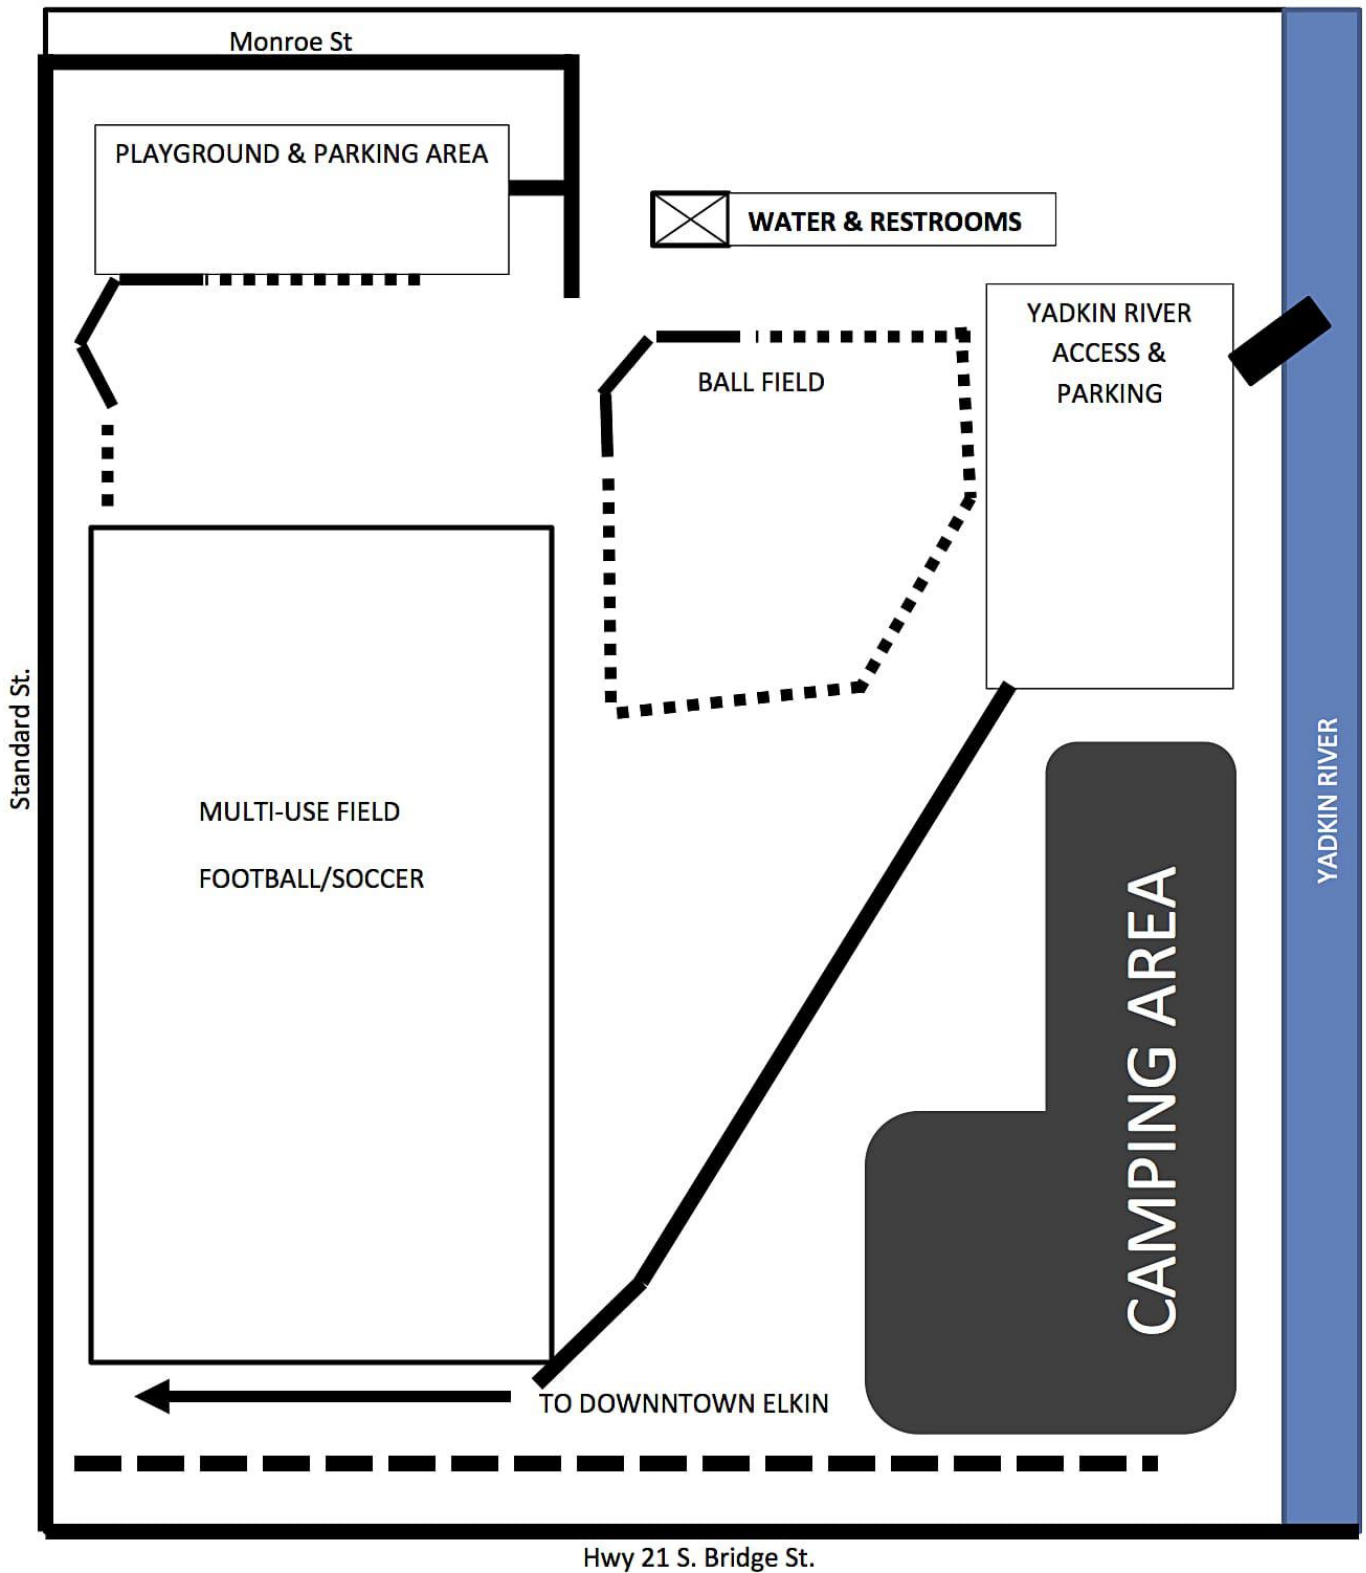 Monroe St
PLAYGROUND & PARKING AREA
WATER & RESTROOMS
YADKIN RIVER
ACCESS &
PARKING
BALL FIELD
Standard St.
MULTI-USE FIELD
FOOTBALL/SOCCER
YADKIN RIVER
CAMPING AREA
TO DOWNNTOWN ELKIN
Hwy 21 S. Bridge St.